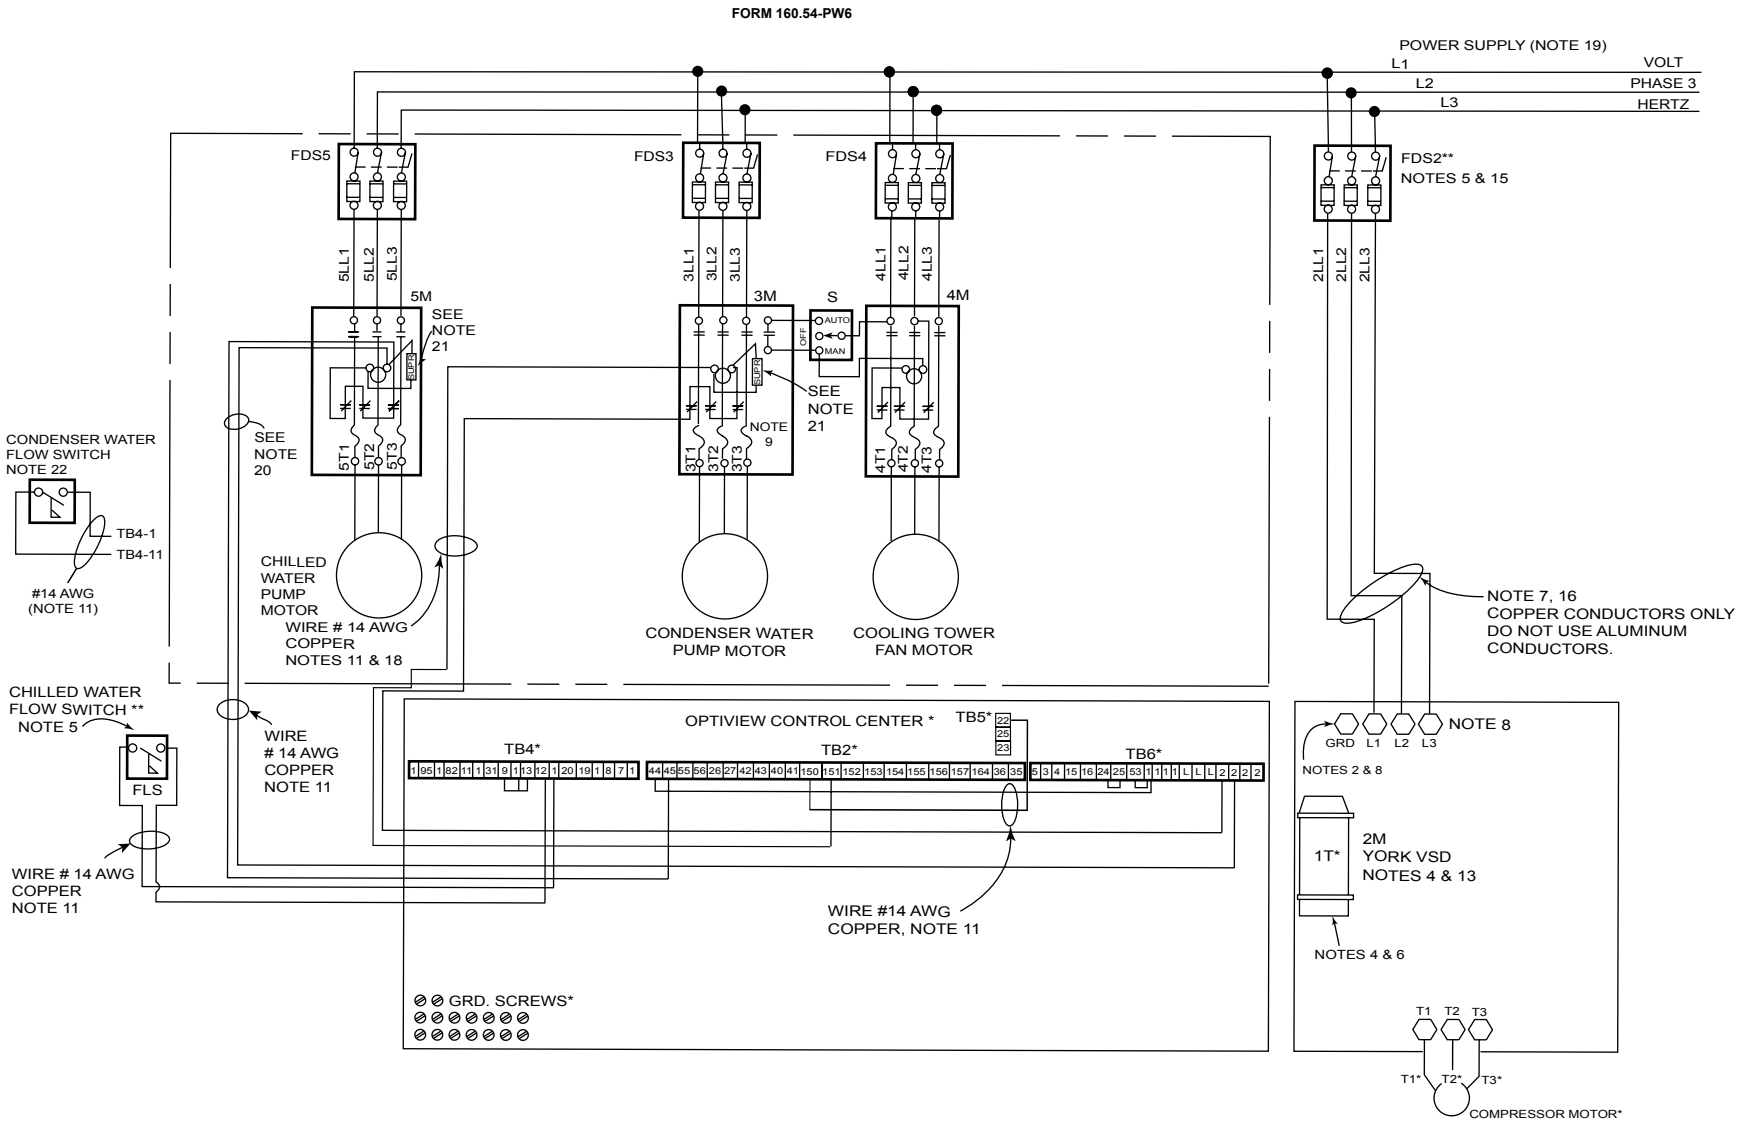 FORM 160.54-PW6
POWER SUPPLY (NOTE 19)
L1
VOLT
L2
PHASE 3
L3
HERTZ
FDS5
FDS3
FDS4
FDS2**
NOTES 5 & 15
5LL1
5LL2
5LL3
3LL1
3LL2
3LL3
4LL1
4LL2
4LL3
2LL1
2LL2
2LL3
5M
3M
S
4M
SEE
NOTE
21
AUTO
OFF
MAN
SUPR
SUPR
SEE
NOTE
21
NOTE
9
SEE
NOTE
20
5T1
5T2
5T3
3T1
3T2
3T3
4T1
4T2
4T3
CONDENSER WATER
FLOW SWITCH
NOTE 22
TB4-1
TB4-11
#14 AWG
(NOTE 11)
CHILLED
WATER
PUMP
MOTOR
WIRE # 14 AWG
COPPER
NOTES 11 & 18
CONDENSER WATER
PUMP MOTOR
COOLING TOWER
FAN MOTOR
NOTE 7, 16
COPPER CONDUCTORS ONLY
DO NOT USE ALUMINUM
CONDUCTORS.
CHILLED WATER
FLOW SWITCH **
NOTE 5
FLS
WIRE
# 14 AWG
COPPER
NOTE 11
WIRE # 14 AWG
COPPER
NOTE 11
OPTIVIEW CONTROL CENTER *
TB5*
22
25
23
TB4*
TB2*
TB6*
1 95 1 82 11 1 31 9 1 13 12 1 20 19 1 8 7 1
44 45 55 56 26 27 42 43 40 41 150 151 152 153 154 155 156 157 164 36 35
5 3 4 15 16 24 25 53 1 1 1 1 L L L 2 2 2 2
WIRE #14 AWG
COPPER, NOTE 11
GRD. SCREWS*
NOTE 8
GRD
L1
L2
L3
NOTES 2 & 8
1T*
2M
YORK VSD
NOTES 4 & 13
NOTES 4 & 6
T1
T2
T3
T1*
T2*
T3*
COMPRESSOR MOTOR*